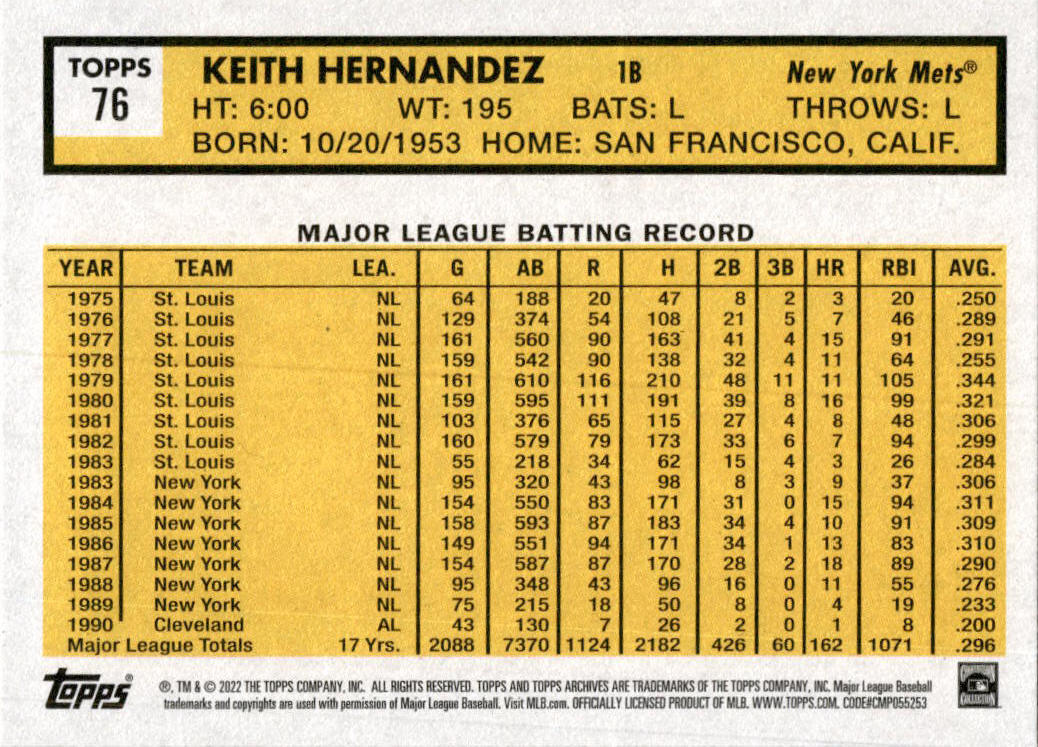 TOPPS KEITH HERNANDEZ 1B New York Mets®
76 HT: 6:00 WT: 195 BATS: L THROWS: L
BORN: 10/20/1953 HOME: SAN FRANCISCO, CALIF.
MAJOR LEAGUE BATTING RECORD
YEAR TEAM LEA. G AB R H 2B 3B HR RBI AVG.
1975 St. Louis NL 64 188 20 47 8 2 3 20 .250
1976 St. Louis NL 129 374 54 108 21 5 7 46 .289
1977 St. Louis NL 161 560 90 163 41 4 15 91 .291
1978 St. Louis NL 159 542 90 138 32 4 11 64 .255
1979 St. Louis NL 161 610 116 210 48 11 11 105 .344
1980 St. Louis NL 159 595 111 191 39 8 16 99 .321
1981 St. Louis NL 103 376 65 115 27 4 8 48 .306
1982 St. Louis NL 160 579 79 173 33 6 7 94 .299
1983 St. Louis NL 55 218 34 62 15 4 3 26 .284
1983 New York NL 95 320 43 98 8 3 9 37 .306
1984 New York NL 154 550 83 171 31 0 15 94 .311
1985 New York NL 158 593 87 183 34 4 10 91 .309
1986 New York NL 149 551 94 171 34 1 13 83 .310
1987 New York NL 154 587 87 170 28 2 18 89 .290
1988 New York NL 95 348 43 96 16 0 11 55 .276
1989 New York NL 75 215 18 50 8 0 4 19 .233
1990 Cleveland AL 43 130 7 26 2 0 1 8 .200
Major League Totals 17 Yrs. 2088 7370 1124 2182 426 60 162 1071 .296
Topps® ®, TM & © 2022 THE TOPPS COMPANY, INC. ALL RIGHTS RESERVED. TOPPS AND TOPPS ARCHIVES ARE TRADEMARKS OF THE TOPPS COMPANY, INC. Major League Baseball
trademarks and copyrights are used with permission of Major League Baseball. Visit MLB.com. OFFICIALLY LICENSED PRODUCT OF MLB. WWW.TOPPS.COM. CODE#CMP055253